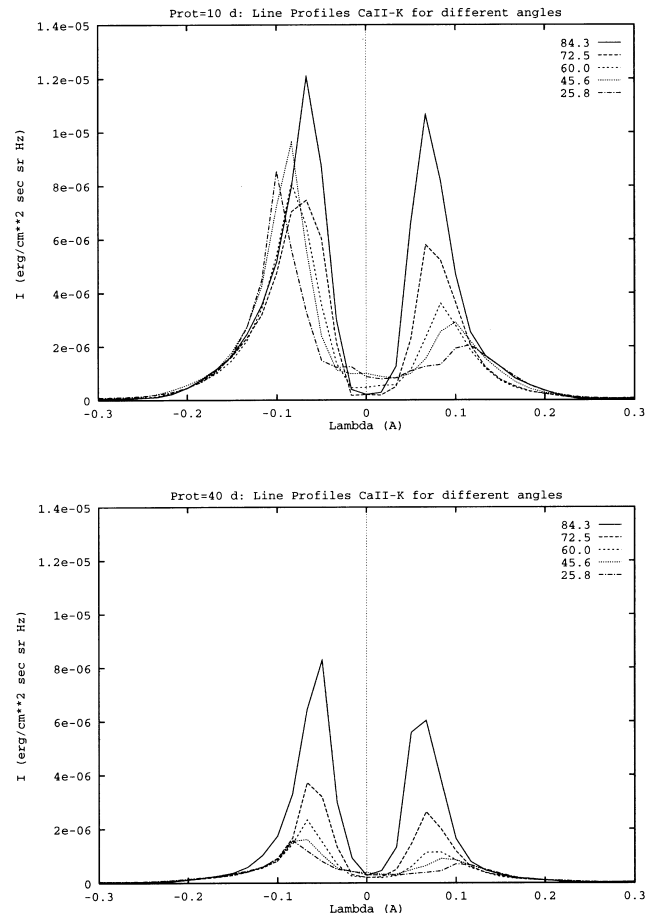 Prot=10 d: Line Profiles CaII-K for different angles
1.4e-05
1.2e-05
1e-05
8e-06
6e-06
4e-06
2e-06
0
I (erg/cm**2 sec sr Hz)
84.3
72.5
60.0
45.6
25.8
-0.3
-0.2
-0.1
0
0.1
0.2
0.3
Lambda (A)
Prot=40 d: Line Profiles CaII-K for different angles
1.4e-05
1.2e-05
1e-05
8e-06
6e-06
4e-06
2e-06
0
I (erg/cm**2 sec sr Hz)
84.3
72.5
60.0
45.6
25.8
-0.3
-0.2
-0.1
0
0.1
0.2
0.3
Lambda (A)